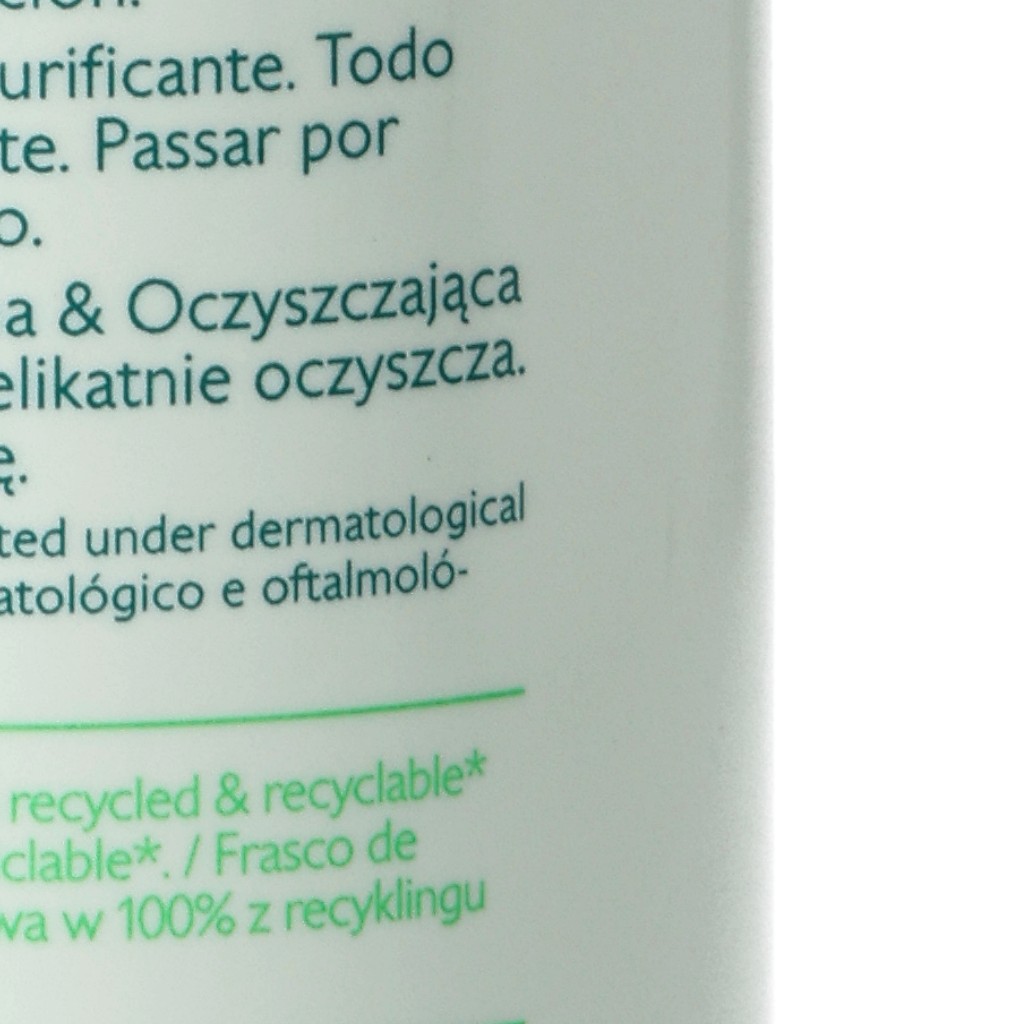 urificante. Todo
te. Passar por
o.
a & Oczyszczająca
elikatnie oczyszcza.
ę.
ted under dermatological
atológico e oftalmoló-
recycled & recyclable*
clable*. / Frasco de
wa w 100% z recyklingu